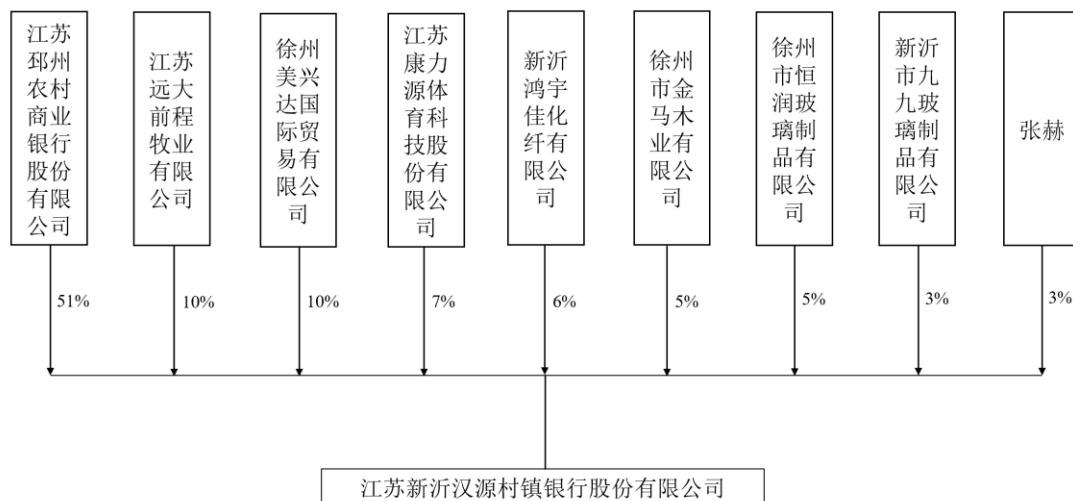 江苏
邳州
农村
商业
银行
股份
有限
公司
江苏
远大
前程
牧业
有限
公司
徐州
美兴
达国
际贸
易有
限公
司
江苏
康力
源体
育科
技股
份有
限公
司
新沂
鸿宇
佳化
纤有
限公
司
徐州
市金
马木
业有
限公
司
徐州
市恒
润玻
璃制
品有
限公
司
新沂
市九
九玻
璃制
品有
限公
司
张赫
51%
10%
10%
7%
6%
5%
5%
3%
3%
江苏新沂汉源村镇银行股份有限公司